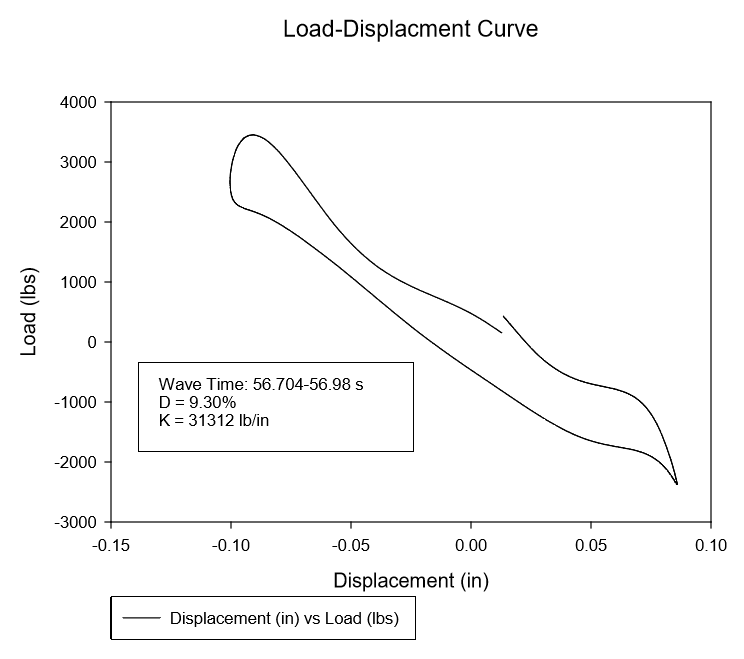 Load-Displacment Curve
4000
3000
2000
1000
0
-1000
-2000
-3000
Load (lbs)
Wave Time: 56.704-56.98 s
D = 9.30%
K = 31312 lb/in
-0.15 -0.10 -0.05 0.00 0.05 0.10
Displacement (in)
Displacement (in) vs Load (lbs)